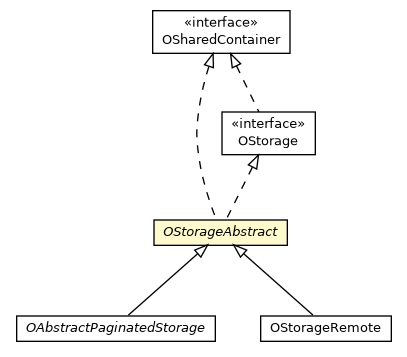 «interface»
OSharedContainer
«interface»
OStorage
OStorageAbstract
OAbstractPaginatedStorage
OStorageRemote